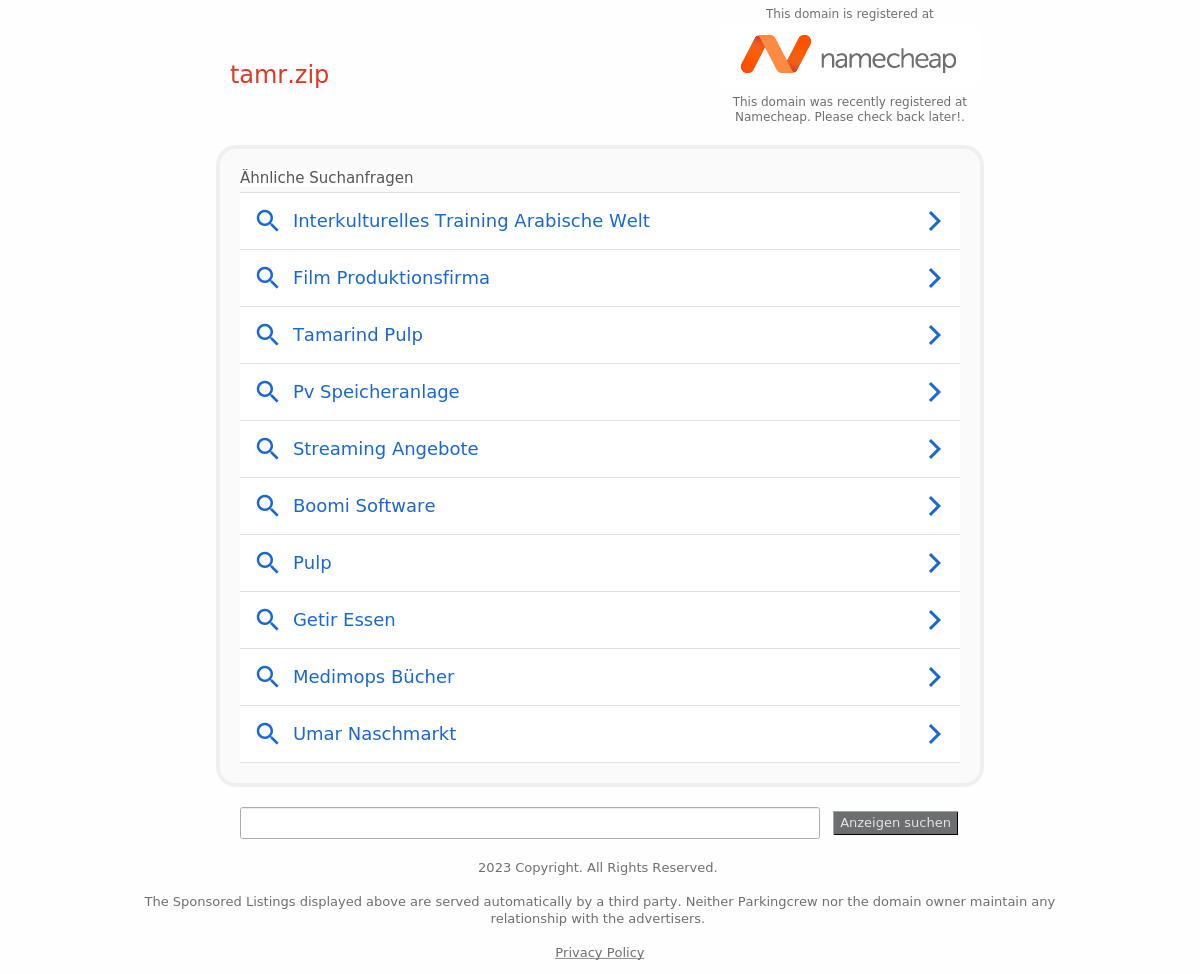 This domain is registered at
namecheap
tamr.zip
This domain was recently registered at
Namecheap. Please check back later!.
Ähnliche Suchanfragen
Interkulturelles Training Arabische Welt
Film Produktionsfirma
Tamarind Pulp
Pv Speicheranlage
Streaming Angebote
Boomi Software
Pulp
Getir Essen
Medimops Bücher
Umar Naschmarkt
Anzeigen suchen
2023 Copyright. All Rights Reserved.
The Sponsored Listings displayed above are served automatically by a third party. Neither Parkingcrew nor the domain owner maintain any
relationship with the advertisers.
Privacy Policy